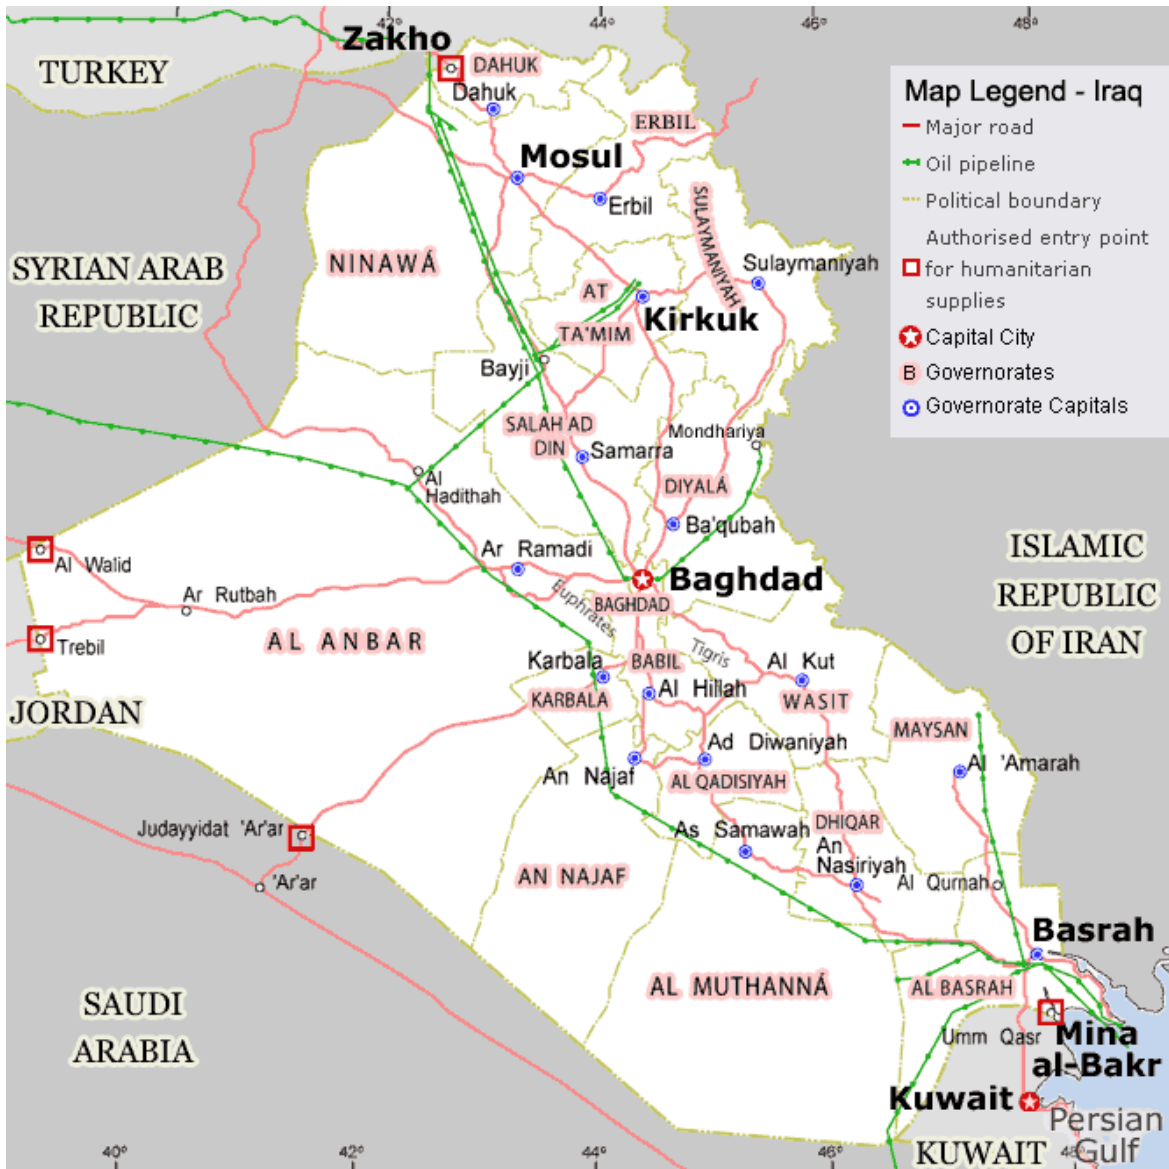 42°
44°
46°
48°
Zakho
TURKEY
DAHUK
Dahuk
ERBIL
Mosul
Erbil
SULAYMANIYAH
Sulaymaniyah
SYRIAN ARAB
REPUBLIC
NINAWÁ
AT
TA'MIM
Kirkuk
Bayji
SALAH AD
DIN
Samarra
Mondhariya
DIYALÁ
Ba'qubah
Al
Hadithah
Map Legend - Iraq
Major road
Oil pipeline
Political boundary
Authorised entry point
for humanitarian
supplies
Capital City
B Governorates
Governorate Capitals
Al Walid
Ar Ramadi
Baghdad
ISLAMIC
REPUBLIC
OF IRAN
Ar Rutbah
Euphrates
BAGHDAD
Trebil
AL ANBAR
Tigris
Karbala
BABIL
Al Kut
JORDAN
KARBALA
Al Hillah
WASIT
MAYSAN
An Najaf
Ad Diwaniyah
Al 'Amarah
AL QADISIYAH
Judayyidat 'Ar'ar
As Samawah
DHIQAR
An
Nasiriyah
'Ar'ar
AN NAJAF
Al Qurnah
Basrah
AL MUTHANNÁ
AL BASRAH
SAUDI
ARABIA
Umm Qasr
Mina
al-Bakr
Kuwait
Persian
Gulf
KUWAIT
40°
42°
44°
46°
48°